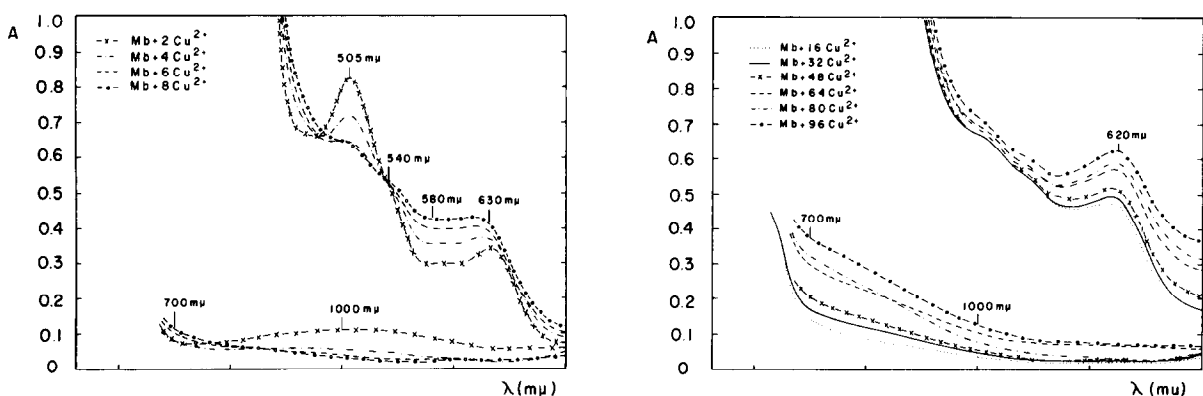 A
1.0
0.9
0.8
0.7
0.6
0.5
0.4
0.3
0.2
0.1
0
Mb+2Cu²⁺
Mb+4Cu²⁺
Mb+6Cu²⁺
Mb+8Cu²⁺
505mμ
540mμ
580mμ
630mμ
700mμ
1000mμ
λ(mμ)
A
1.0
0.9
0.8
0.7
0.6
0.5
0.4
0.3
0.2
0.1
0
Mb+16Cu²⁺
Mb+32Cu²⁺
Mb+48Cu²⁺
Mb+64Cu²⁺
Mb+80Cu²⁺
Mb+96Cu²⁺
620mμ
700mμ
1000mμ
λ(mu)